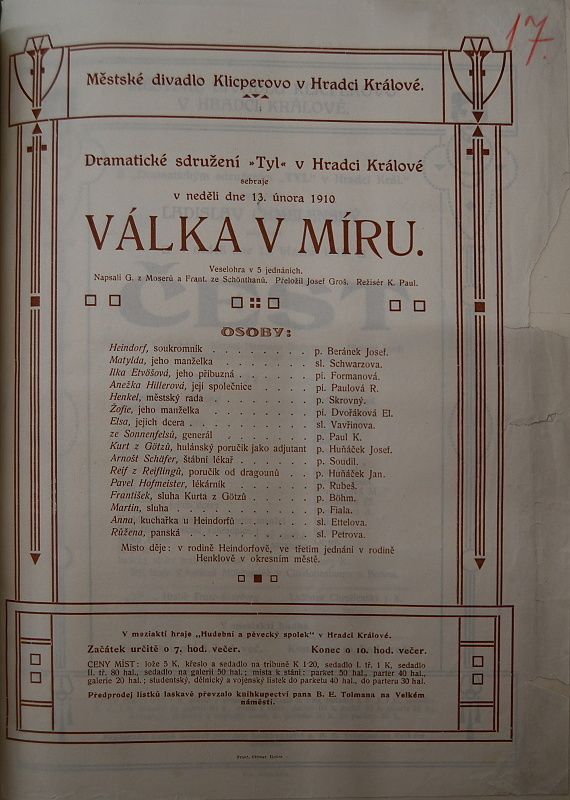 17.
Městské divadlo Klicperovo v Hradci Králové.
Dramatické sdružení »Tyl« v Hradci Králové
sehraje
v neděli dne 13. února 1910
VÁLKA V MÍRU.
Veselohra v 5 jednáních.
Napsali G. z Moserů a Frant. ze Schönthanů. Přeložil Josef Groš. Režisér K. Paul.
OSOBY:
Heindorf, soukromník . . . . . . . . p. Beránek Josef.
Matylda, jeho manželka . . . . . . . sl. Schwarzova.
Ilka Etvöšová, jeho příbuzná . . . . . . pí. Formanová.
Anežka Hillerová, její společnice . . . . . pí. Paulová R.
Henkel, městský rada . . . . . . . . p. Skrovný.
Žofie, jeho manželka . . . . . . . . pí. Dvořáková El.
Elsa, jejich dcera . . . . . . . . . sl. Vavřinova.
ze Sonnenfelsů, generál . . . . . . . p. Paul K.
Kurt z Götzů, hulánský poručík jako adjutant p. Huňáček Josef.
Arnošt Schäfer, štábní lékař . . . . . . p. Soudil.
Reif z Reiflingů, poručík od dragounů . . p. Huňáček Jan.
Pavel Hofmeister, lékárník . . . . . . p. Rubeš.
František, sluha Kurta z Götzů . . . . . p. Böhm.
Martin, sluha . . . . . . . . . . p. Fiala.
Anna, kuchařka u Heindorfů . . . . . . sl. Ettelova.
Růžena, panská . . . . . . . . . . sl. Petrova.
Místo děje: v rodině Heindorfově, ve třetím jednání v rodině
Henklově v okresním městě.
V meziaktí hraje „Hudební a pěvecký spolek" v Hradci Králové.
Začátek určitě o 7. hod. večer. Konec o 10. hod. večer.
CENY MÍST: lože 5 K, křeslo a sedadlo na tribuně K 1·20, sedadlo I. tř. 1 K, sedadlo
II. tř. 80 hal., sedadlo na galerii 50 hal.; místa k stání: parket 50 hal., parter 40 hal.,
galerie 20 hal.; studentský, dělnický a vojenský lístek do parketu 40 hal., do parteru 30 hal.
Předprodej lístků laskavě převzalo knihkupectví pana B. E. Tolmana na Velkém
náměstí.